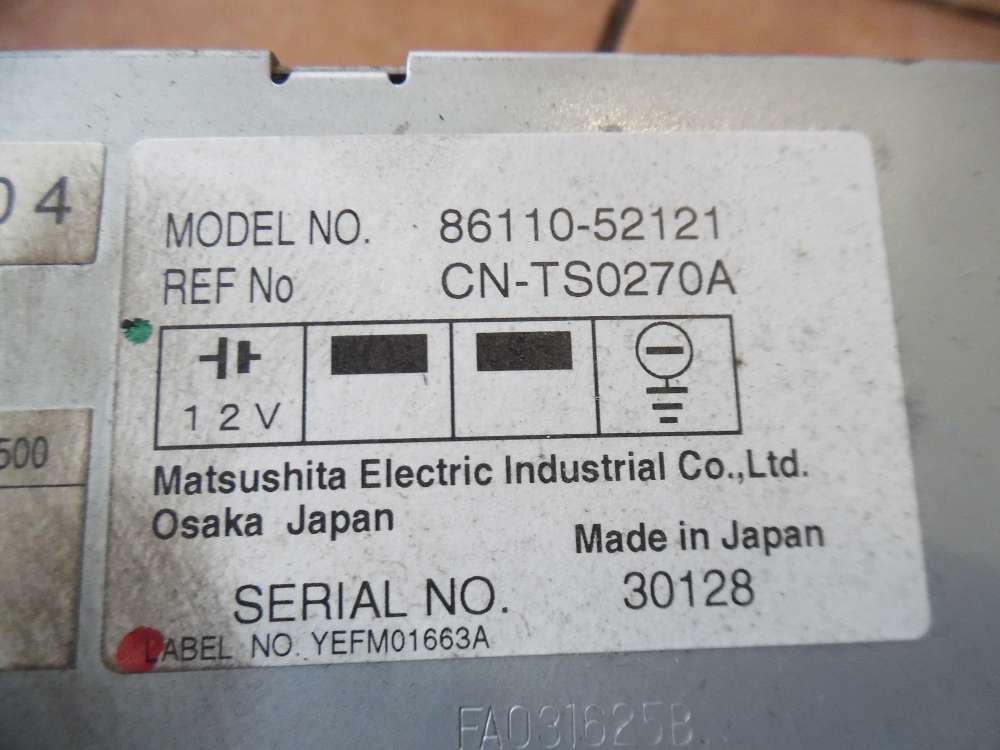 04
MODEL NO. 86110-52121
REF No CN-TS0270A
12V
500
Matsushita Electric Industrial Co.,Ltd.
Osaka Japan
Made in Japan
SERIAL NO. 30128
LABEL NO. YEFM01663A
FA031625B